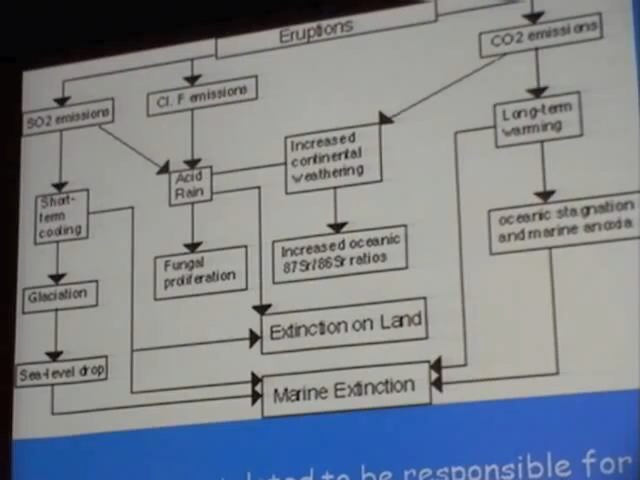 Eruptions
CO2 emissions
SO2 emissions
Cl. F emissions
Long-term
warming
Increased
continental
weathering
Acid
Rain
Short-
term
cooling
oceanic stagnation
and marine anoxia
Increased oceanic
87Sr/86Sr ratios
Fungal
proliferation
Glaciation
Extinction on Land
Sea-level drop
Marine Extinction
to be responsible for